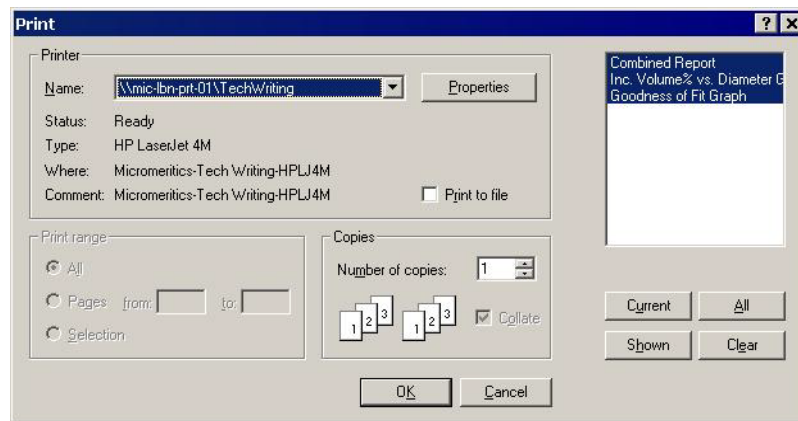 Print
Printer
Name: \\mic-lbn-prt-01\TechWriting
Properties
Status: Ready
Type: HP LaserJet 4M
Where: Micromeritics-Tech Writing-HPLJ4M
Comment: Micromeritics-Tech Writing-HPLJ4M
Print to file
Print range
All
Pages from: to:
Selection
Copies
Number of copies: 1
1 2 3 1 2 3
Collate
OK
Cancel
Combined Report
Inc. Volume% vs. Diameter G
Goodness of Fit Graph
Current
All
Shown
Clear